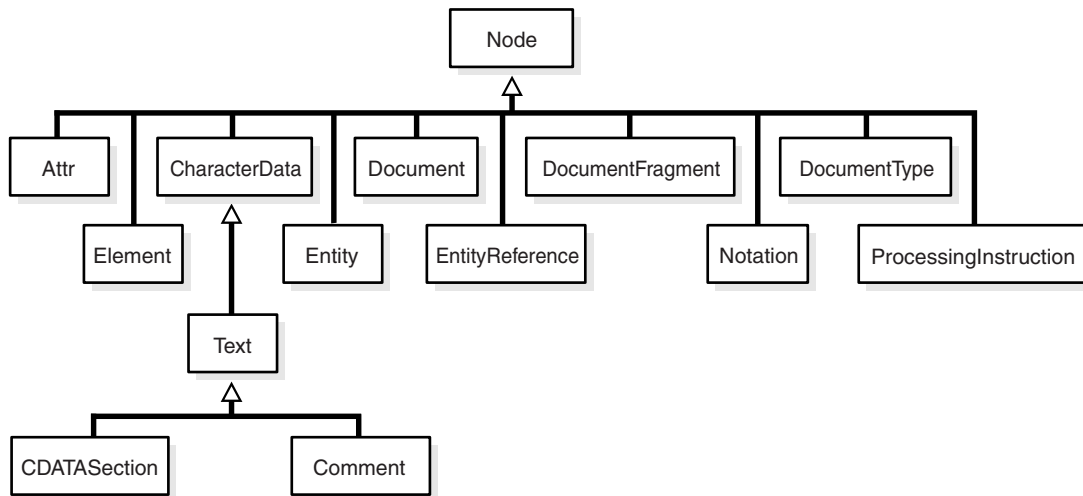 Node
Attr
CharacterData
Document
DocumentFragment
DocumentType
Element
Entity
EntityReference
Notation
ProcessingInstruction
Text
CDATASection
Comment